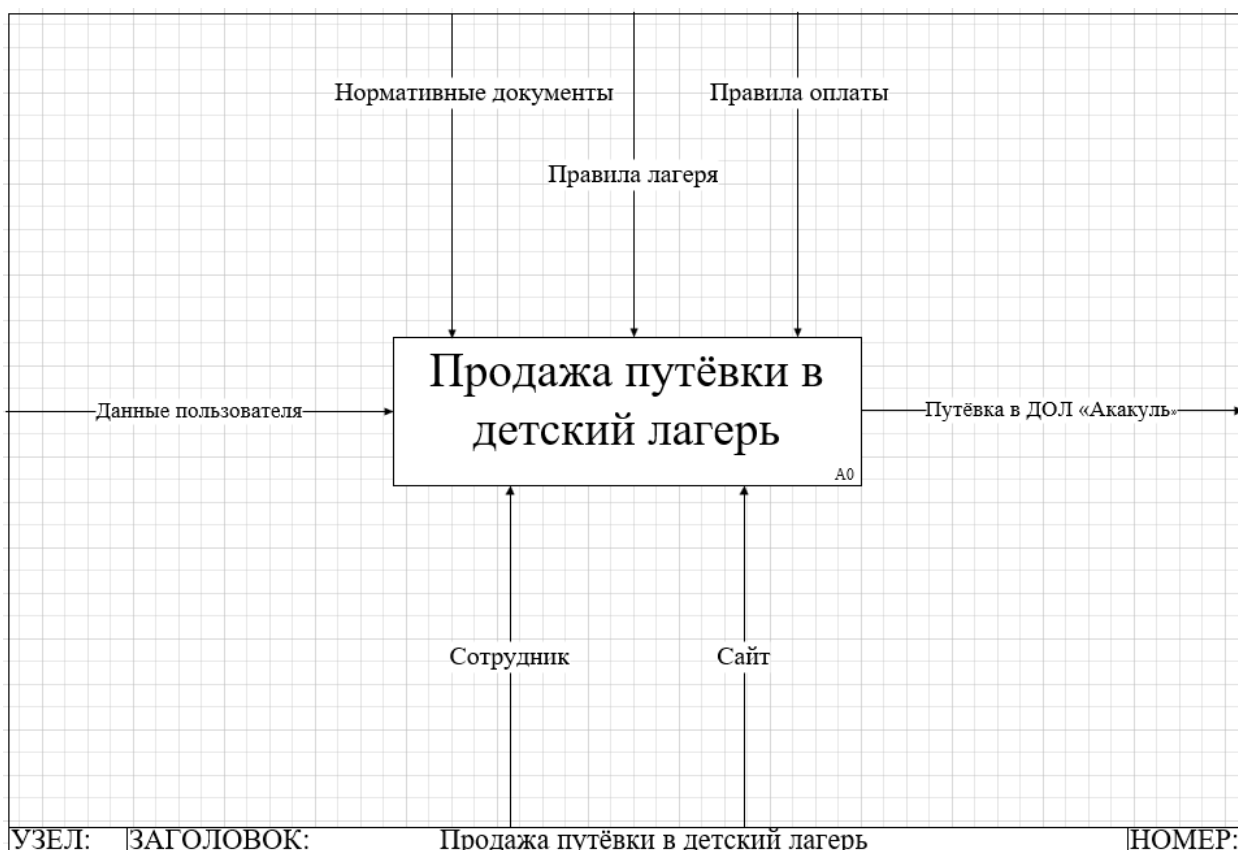 Нормативные документы
Правила оплаты
Правила лагеря
Продажа путёвки в
детский лагерь
A0
Данные пользователя
Путёвка в ДОЛ «Акакуль»
Сотрудник
Сайт
УЗЕЛ:
ЗАГОЛОВОК:
Продажа путёвки в детский лагерь
НОМЕР: